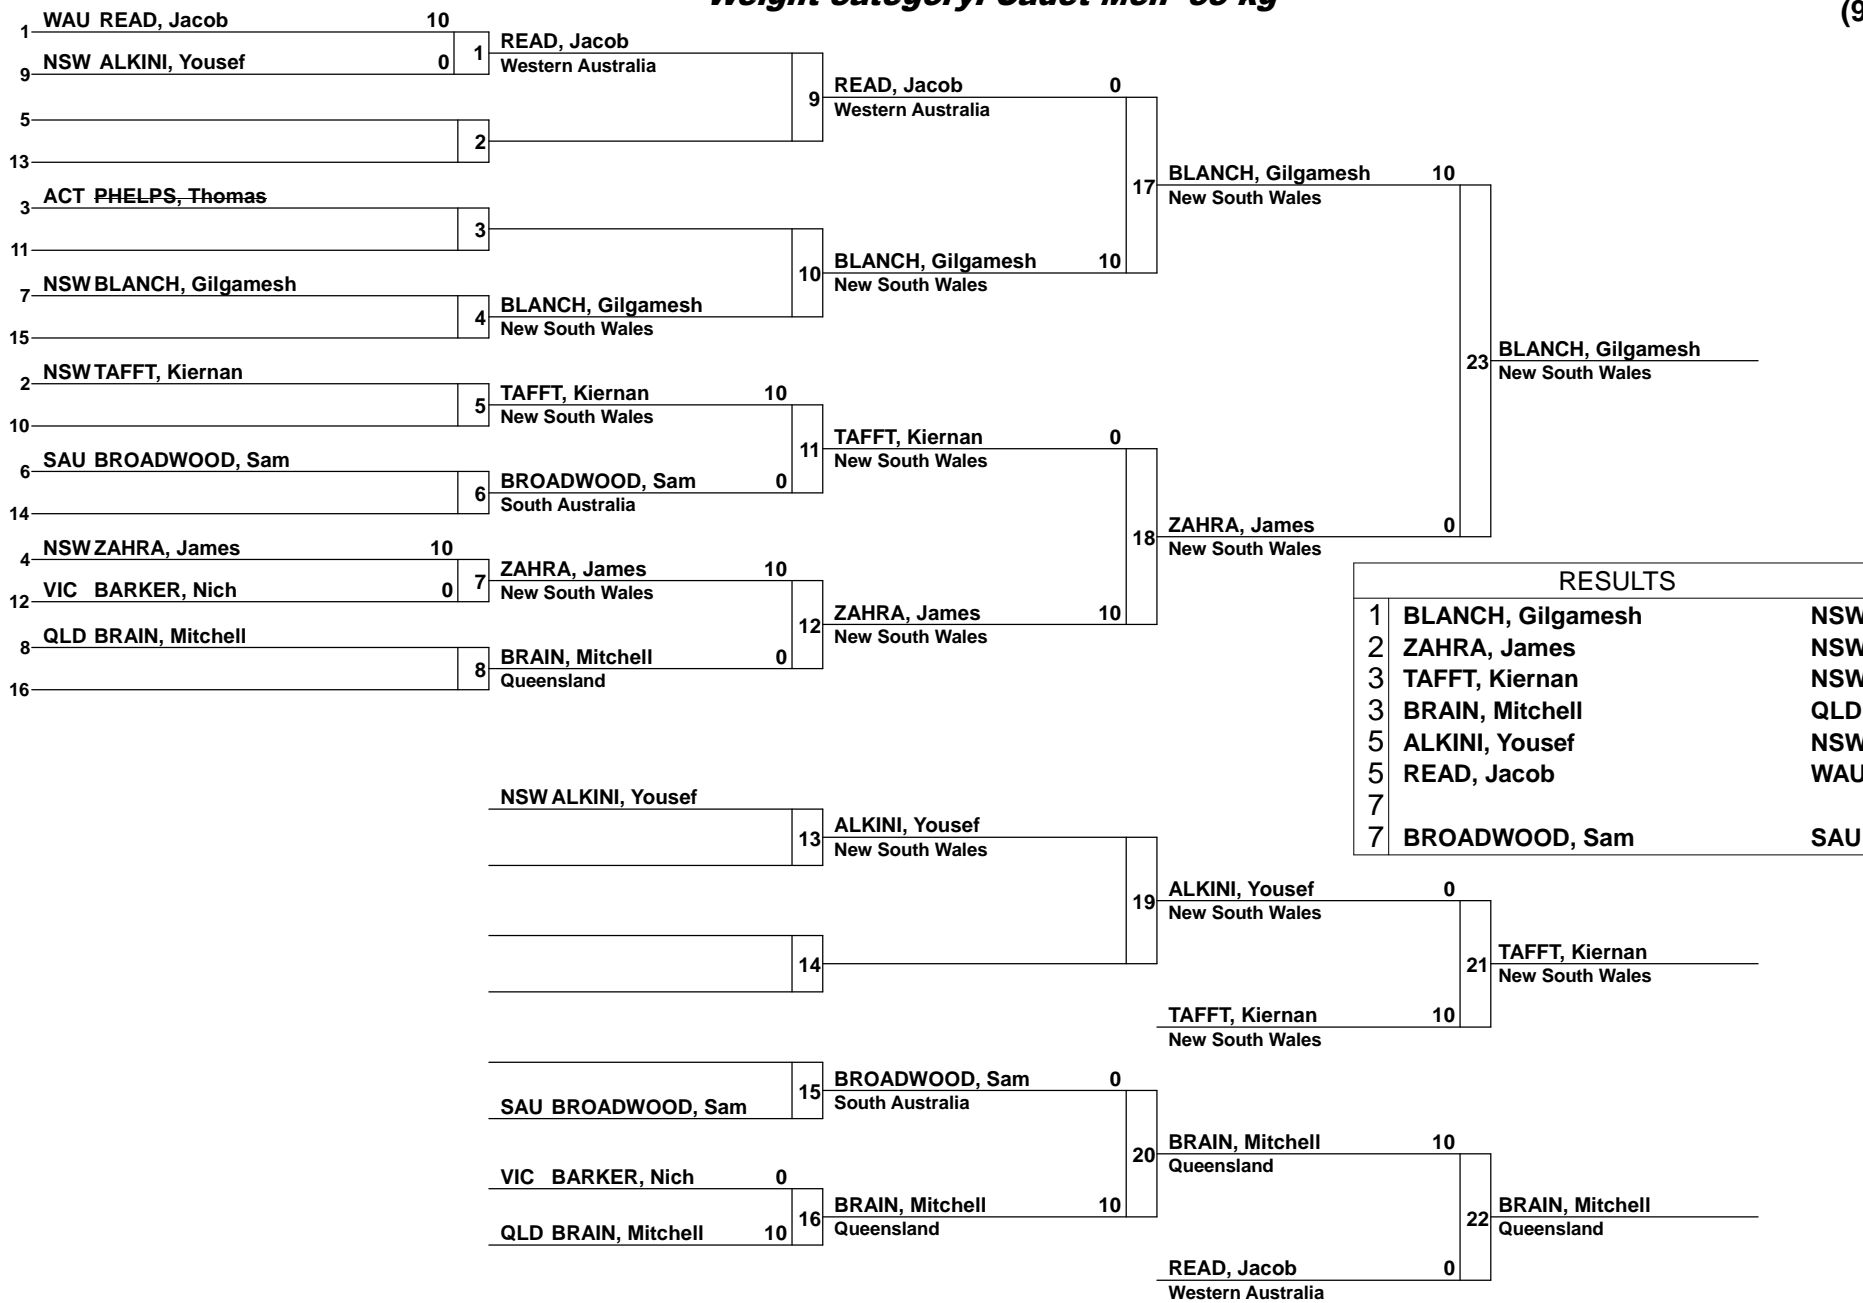 (9
1 WAU READ, Jacob 10
9 NSW ALKINI, Yousef 0
1
READ, Jacob
Western Australia
5
13
2
9
READ, Jacob 0
Western Australia
3 ACT PHELPS, Thomas
11
3
7 NSW BLANCH, Gilgamesh
15
4
BLANCH, Gilgamesh
New South Wales
10
BLANCH, Gilgamesh 10
New South Wales
17
BLANCH, Gilgamesh 10
New South Wales
2 NSW TAFFT, Kiernan
10
5
TAFFT, Kiernan 10
New South Wales
6 SAU BROADWOOD, Sam
14
6
BROADWOOD, Sam 0
South Australia
11
TAFFT, Kiernan 0
New South Wales
4 NSW ZAHRA, James 10
12 VIC BARKER, Nich 0
7
ZAHRA, James 10
New South Wales
8 QLD BRAIN, Mitchell
16
8
BRAIN, Mitchell 0
Queensland
12
ZAHRA, James 10
New South Wales
18
ZAHRA, James 0
New South Wales
23
BLANCH, Gilgamesh
New South Wales
RESULTS
1 BLANCH, Gilgamesh NSW
2 ZAHRA, James NSW
3 TAFFT, Kiernan NSW
3 BRAIN, Mitchell QLD
5 ALKINI, Yousef NSW
5 READ, Jacob WAU
7
7 BROADWOOD, Sam SAU
NSW ALKINI, Yousef
13
ALKINI, Yousef
New South Wales
14
19
ALKINI, Yousef 0
New South Wales
TAFFT, Kiernan 10
New South Wales
21
TAFFT, Kiernan
New South Wales
SAU BROADWOOD, Sam
15
BROADWOOD, Sam 0
South Australia
VIC BARKER, Nich 0
QLD BRAIN, Mitchell 10
16
BRAIN, Mitchell 10
Queensland
20
BRAIN, Mitchell 10
Queensland
READ, Jacob 0
Western Australia
22
BRAIN, Mitchell
Queensland